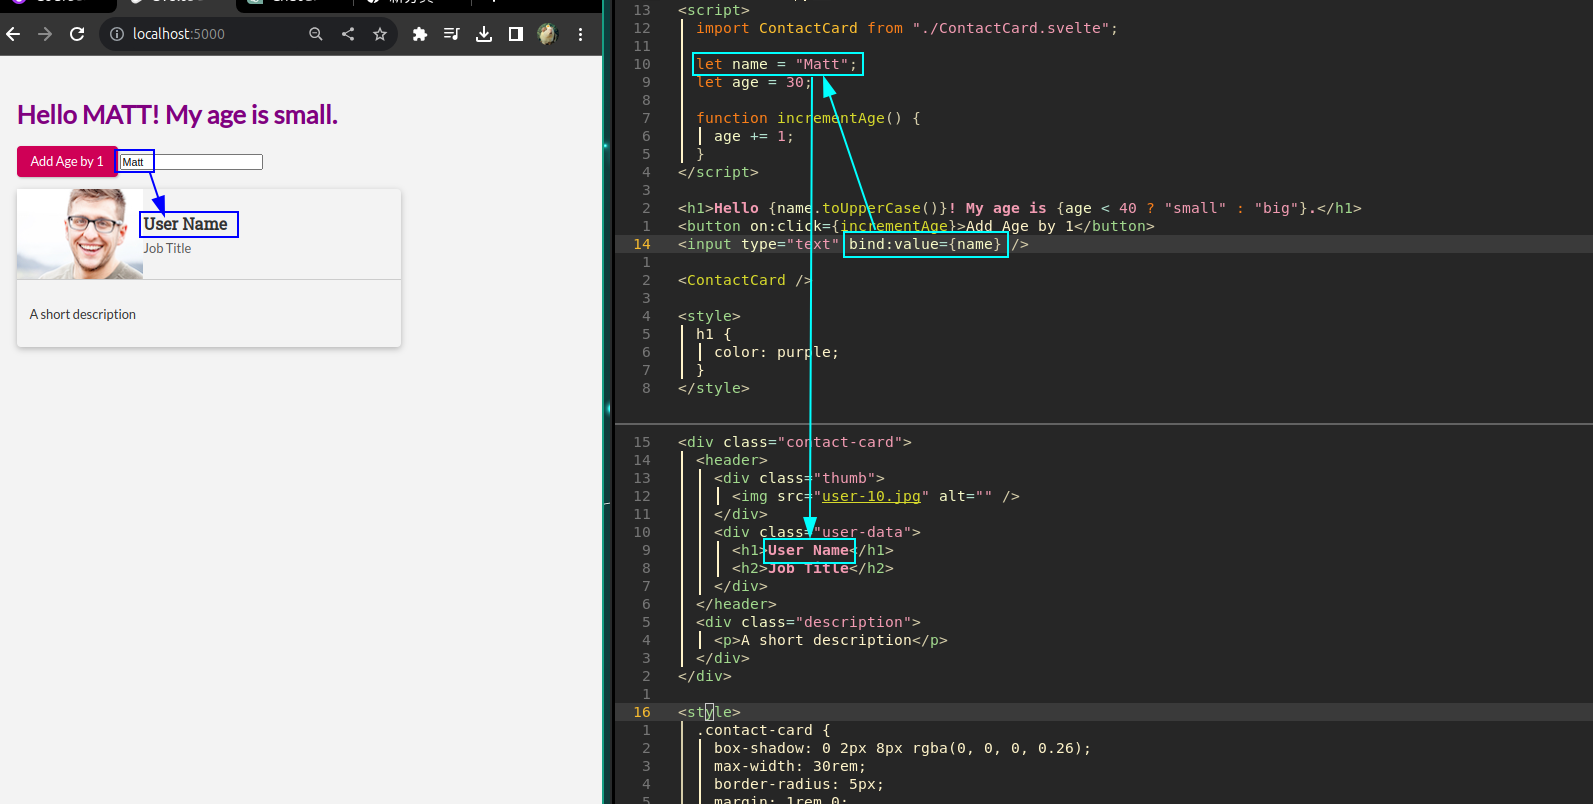 localhost:5000
Hello MATT! My age is small.
Add Age by 1
Matt
User Name
Job Title
A short description
13 <script>
12 import ContactCard from "./ContactCard.svelte";
11
10 let name = "Matt";
9 let age = 30;
8
7 function incrementAge() {
6 age += 1;
5 }
4 </script>
3
2 <h1>Hello {name.toUpperCase()}! My age is {age < 40 ? "small" : "big"}.</h1>
1 <button on:click={incrementAge}>Add Age by 1</button>
14 <input type="text" bind:value={name} />
1
2 <ContactCard />
3
4 <style>
5 h1 {
6 color: purple;
7 }
8 </style>
15 <div class="contact-card">
14 <header>
13 <div class="thumb">
12 <img src="user-10.jpg" alt="" />
11 </div>
10 <div class="user-data">
9 <h1>User Name</h1>
8 <h2>Job Title</h2>
7 </div>
6 </header>
5 <div class="description">
4 <p>A short description</p>
3 </div>
2 </div>
1
16 <style>
1 .contact-card {
2 box-shadow: 0 2px 8px rgba(0, 0, 0, 0.26);
3 max-width: 30rem;
4 border-radius: 5px;
5 margin: 1rem 0;